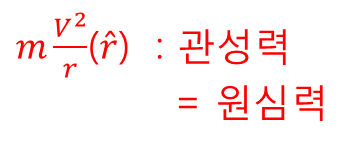 m V²/r (r̂) : 관성력
= 원심력